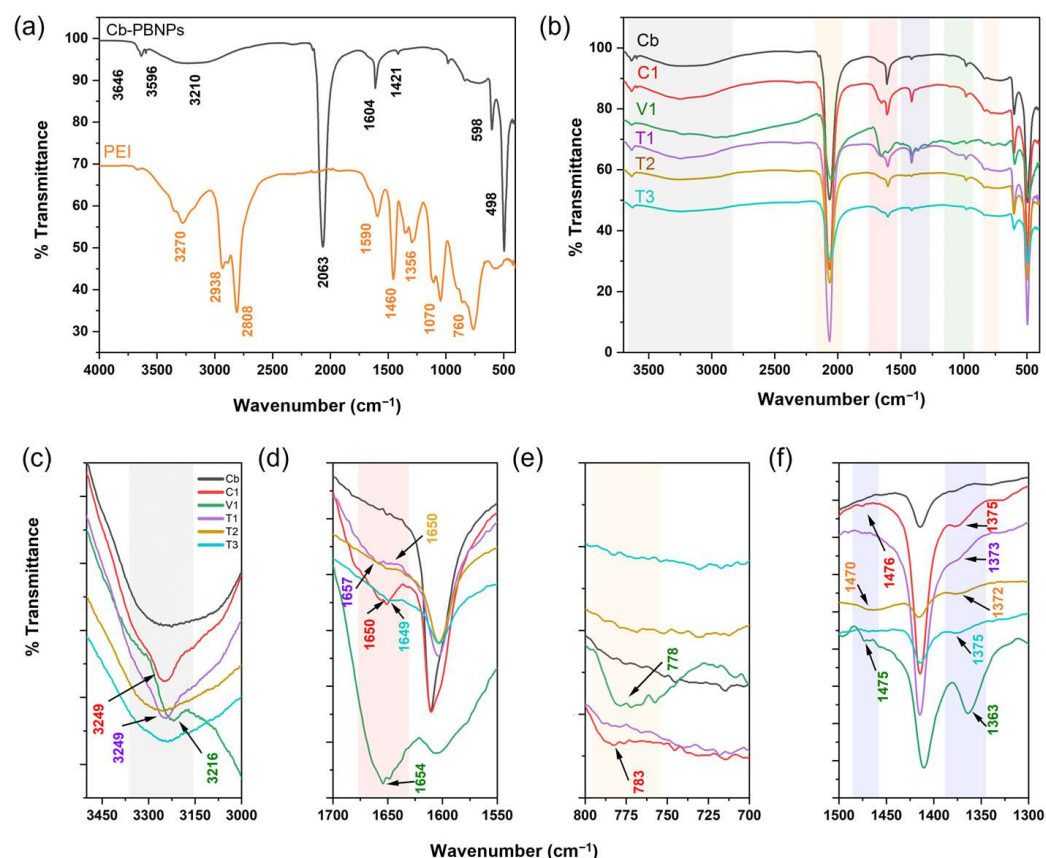 (a)
Cb-PBNPs
PEI
3646
3596
3210
2063
1604
1421
598
498
3270
2938
2808
1590
1460
1356
1070
760
100
90
80
70
60
50
40
30
% Transmittance
4000 3500 3000 2500 2000 1500 1000 500
Wavenumber (cm⁻¹)
(b)
Cb
C1
V1
T1
T2
T3
100
80
60
40
20
0
% Transmittance
3500 3000 2500 2000 1500 1000 500
Wavenumber (cm⁻¹)
(c)
Cb
C1
V1
T1
T2
T3
3249
3249
3216
% Transmittance
3450 3300 3150 3000
(d)
1650
1657
1650
1649
1654
1700 1650 1600 1550
(e)
778
783
800 775 750 725 700
(f)
1375
1476
1373
1470
1372
1375
1475
1363
1500 1450 1400 1350 1300
Wavenumber (cm⁻¹)